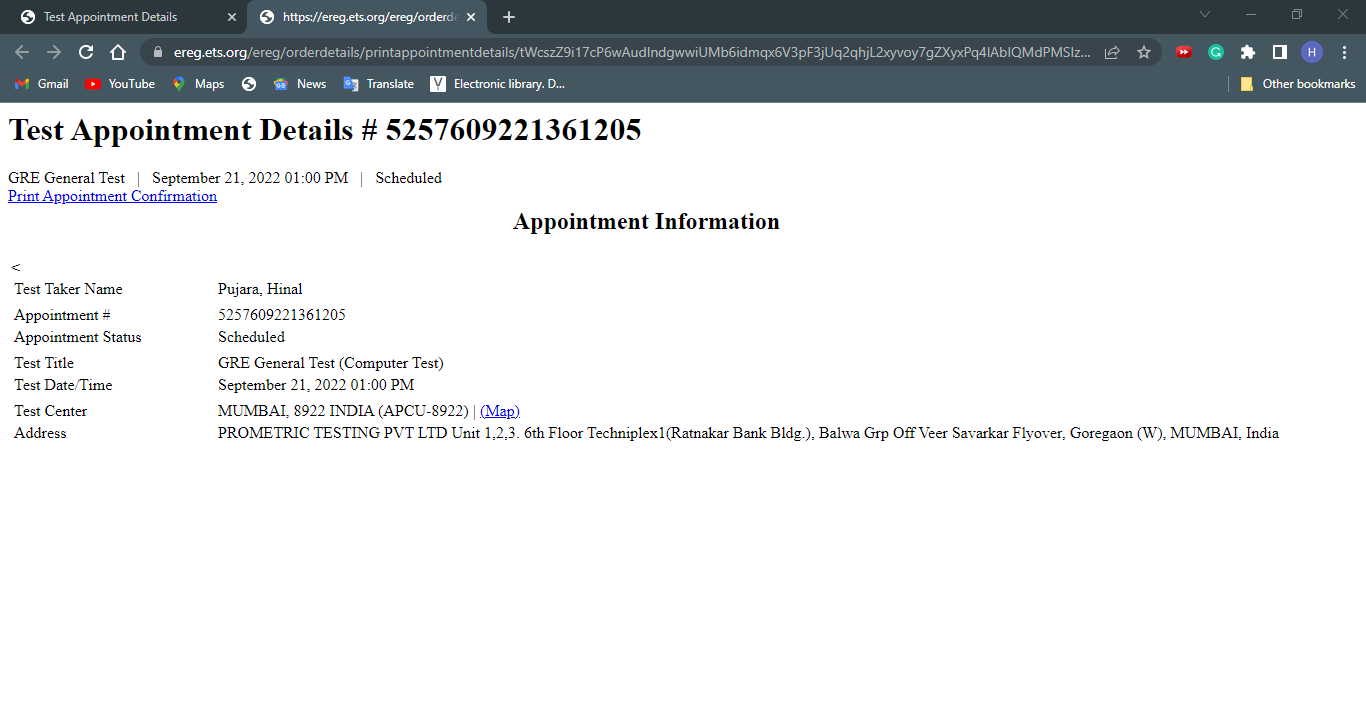 Test Appointment Details
https://ereg.ets.org/ereg/orderde
ereg.ets.org/ereg/orderdetails/printappointmentdetails/tWcszZ9i17cP6wAudIndgwwiUMb6idmqx6V3pF3jUq2qhjL2xyvoy7gZXyxPq4lAbIQMdPMSlz...
G
H
Gmail
YouTube
Maps
News
Translate
V
Electronic library. D...
Other bookmarks
Test Appointment Details # 5257609221361205
GRE General Test | September 21, 2022 01:00 PM | Scheduled
Print Appointment Confirmation
Appointment Information
<
Test Taker Name Pujara, Hinal
Appointment # 5257609221361205
Appointment Status Scheduled
Test Title GRE General Test (Computer Test)
Test Date/Time September 21, 2022 01:00 PM
Test Center MUMBAI, 8922 INDIA (APCU-8922) | (Map)
Address PROMETRIC TESTING PVT LTD Unit 1,2,3. 6th Floor Techniplex1(Ratnakar Bank Bldg.), Balwa Grp Off Veer Savarkar Flyover, Goregaon (W), MUMBAI, India